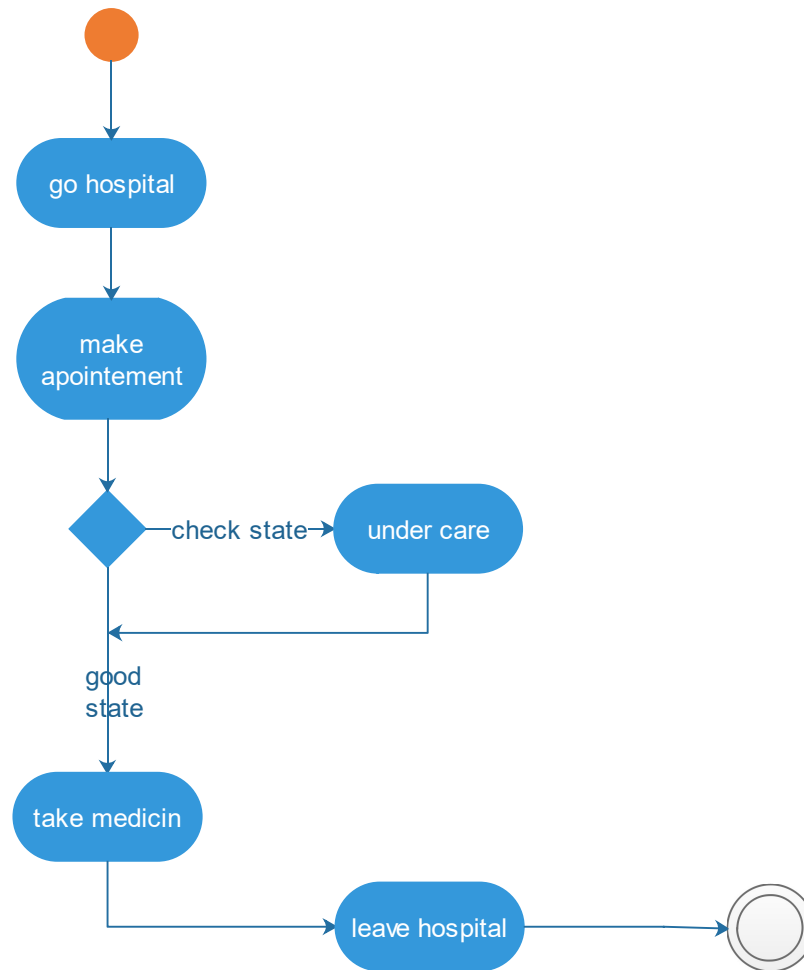 go hospital
make
apointement
check state
under care
good
state
take medicin
leave hospital